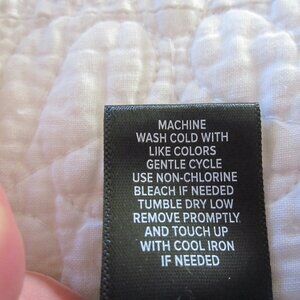 MACHINE
WASH COLD WITH
LIKE COLORS
GENTLE CYCLE
USE NON-CHLORINE
BLEACH IF NEEDED
TUMBLE DRY LOW
REMOVE PROMPTLY
AND TOUCH UP
WITH COOL IRON
IF NEEDED